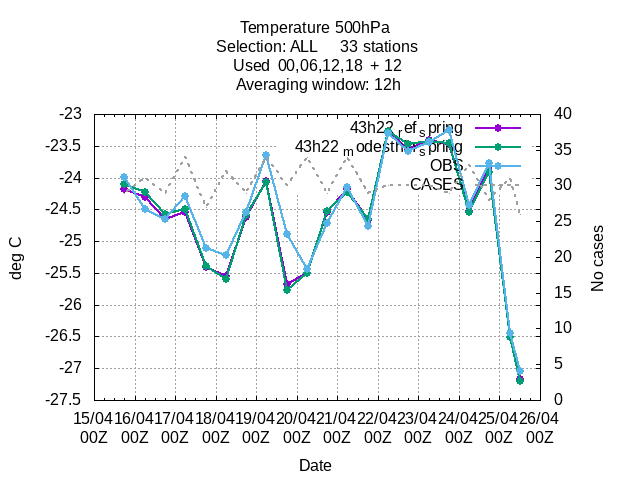 Temperature 500hPa
Selection: ALL 33 stations
Used 00,06,12,18 + 12
Averaging window: 12h
43h22_ref_spring
43h22_modesthr_spring
OBS
CASES
-23
-23.5
-24
-24.5
-25
-25.5
-26
-26.5
-27
-27.5
deg C
40
35
30
25
20
15
10
5
0
No cases
15/04 16/04 17/04 18/04 19/04 20/04 21/04 22/04 23/04 24/04 25/04 26/04
00Z 00Z 00Z 00Z 00Z 00Z 00Z 00Z 00Z 00Z 00Z 00Z
Date